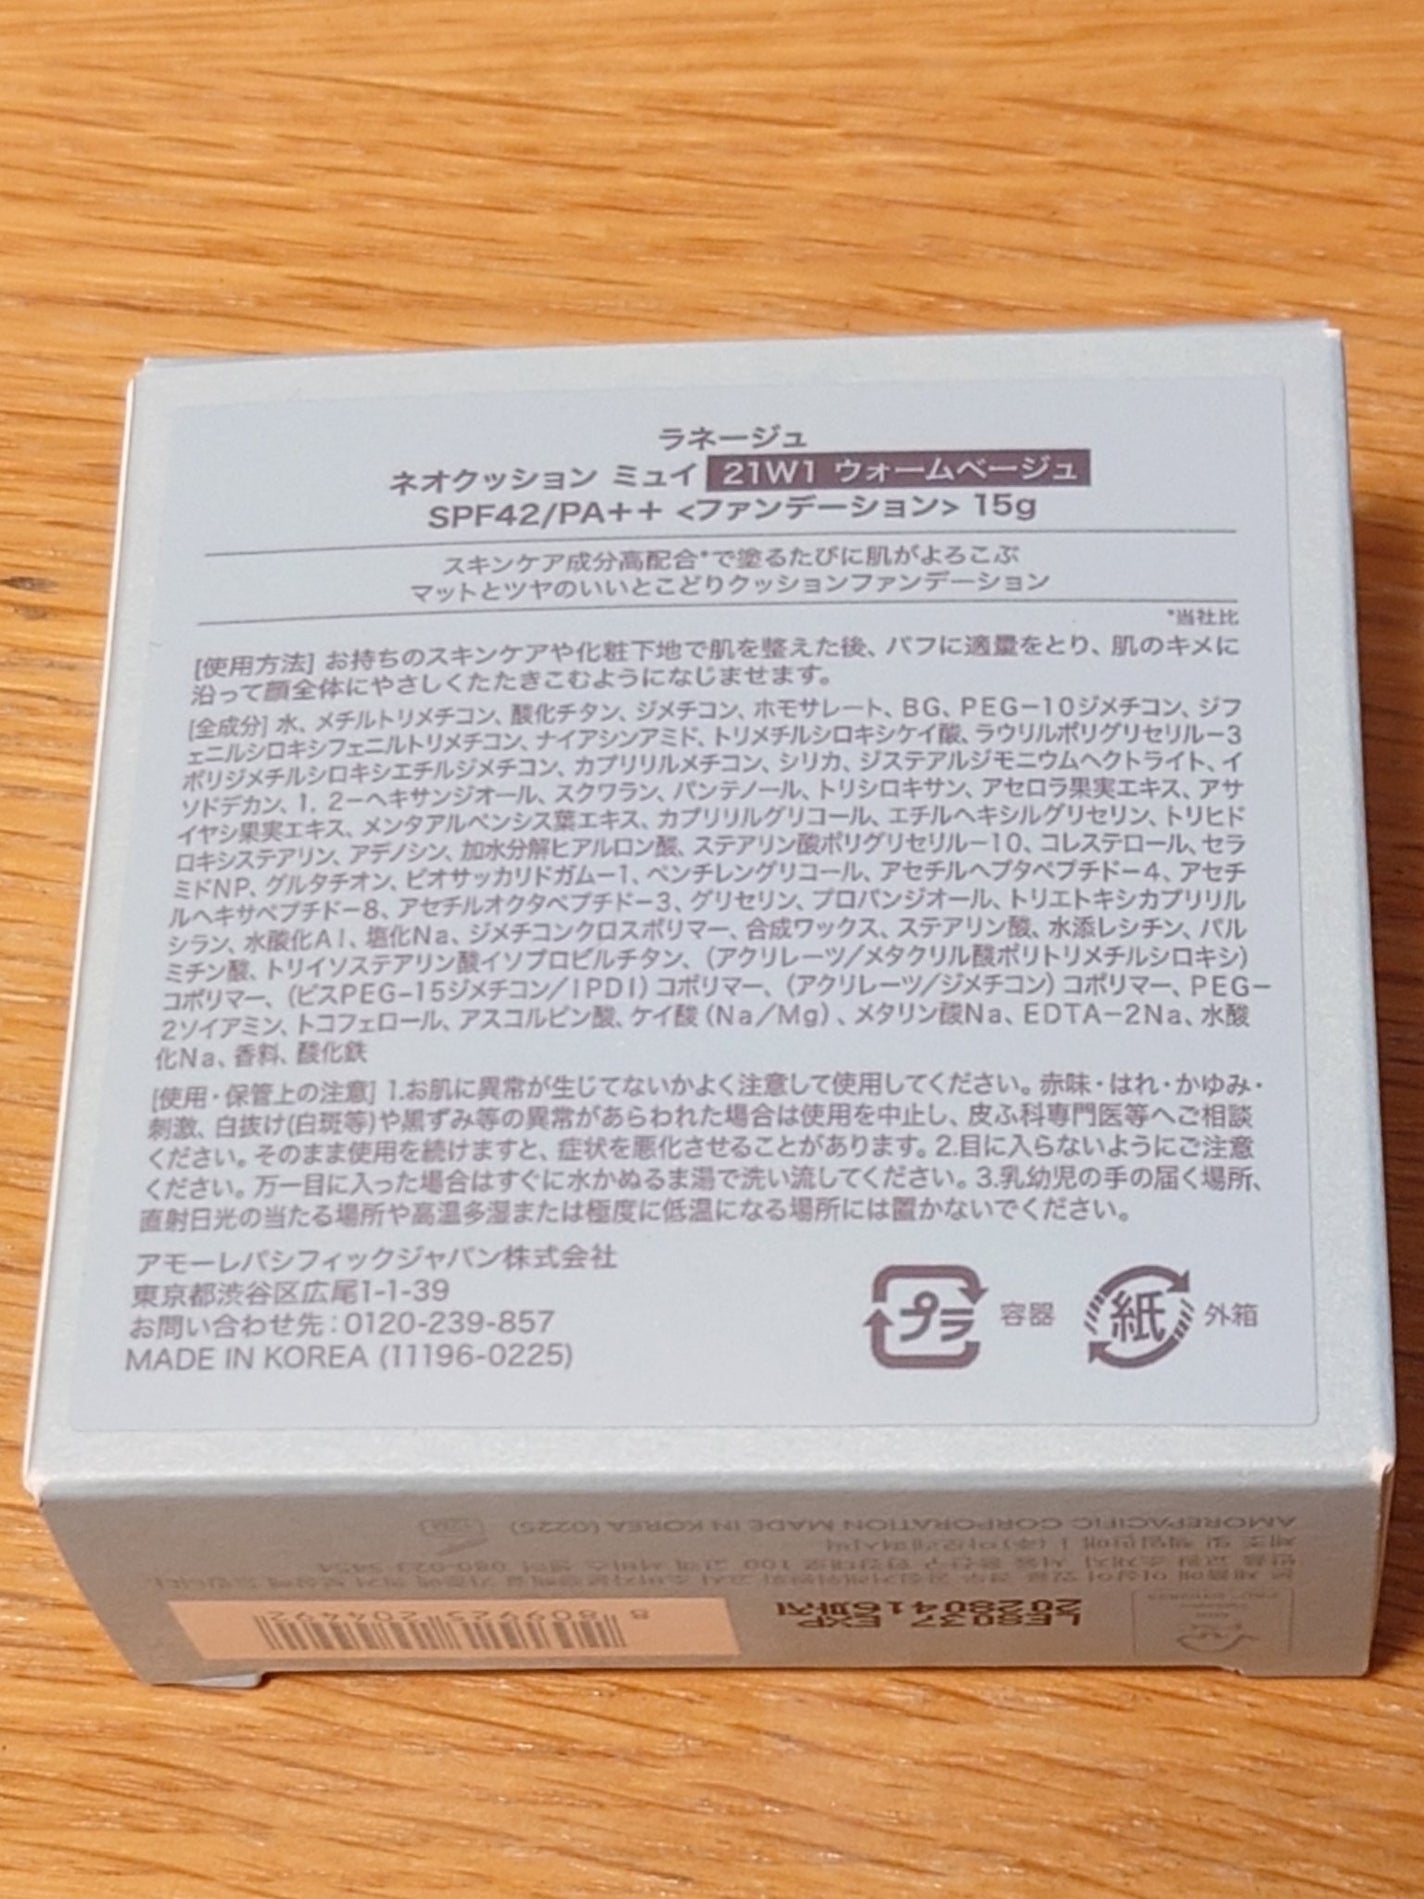 ラネージュ
ネオクッション ミュイ 21W1 ウォームベージュ
SPF42/PA++ <ファンデーション> 15g
スキンケア成分高配合*で塗るたびに肌がよろこぶ
マットとツヤのいいとこどりクッションファンデーション
*当社比
[使用方法] お持ちのスキンケアや化粧下地で肌を整えた後、パフに適量をとり、肌のキメに
沿って顔全体にやさしくたたきこむようになじませます。
[全成分] 水、メチルトリメチコン、酸化チタン、ジメチコン、ホモサレート、BG、PEG-10ジメチコン、ジフ
ェニルシロキシフェニルトリメチコン、ナイアシンアミド、トリメチルシロキシケイ酸、ラウリルポリグリセリル-3
ポリジメチルシロキシエチルジメチコン、カプリリルメチコン、シリカ、ジステアルジモニウムヘクトライト、イ
ソドデカン、1，2-ヘキサンジオール、スクワラン、パンテノール、トリシロキサン、アセロラ果実エキス、アサ
イヤシ果実エキス、メンタアルベンシス葉エキス、カプリリルグリコール、エチルヘキシルグリセリン、トリヒド
ロキシステアリン、アデノシン、加水分解ヒアルロン酸、ステアリン酸ポリグリセリル-10、コレステロール、セラ
ミドNP、グルタチオン、ビオサッカリドガム-1、ペンチレングリコール、アセチルヘプタペプチド-4、アセチ
ルヘキサペプチド-8、アセチルオクタペプチド-3、グリセリン、プロパンジオール、トリエトキシカプリリル
シラン、水酸化Al、塩化Na、ジメチコンクロスポリマー、合成ワックス、ステアリン酸、水添レシチン、パル
ミチン酸、トリイソステアリン酸イソプロピルチタン、（アクリレーツ／メタクリル酸ポリトリメチルシロキシ）
コポリマー、（ビスPEG-15ジメチコン／IPDI）コポリマー、（アクリレーツ／ジメチコン）コポリマー、PEG-
2ソイアミン、トコフェロール、アスコルビン酸、ケイ酸（Na／Mg）、メタリン酸Na、EDTA-2Na、水酸
化Na、香料、酸化鉄
[使用・保管上の注意] 1.お肌に異常が生じてないかよく注意して使用してください。赤味・はれ・かゆみ・
刺激、白抜け(白斑等)や黒ずみ等の異常があらわれた場合は使用を中止し、皮ふ科専門医等へご相談
ください。そのまま使用を続けますと、症状を悪化させることがあります。2.目に入らないようにご注意
ください。万一目に入った場合はすぐに水かぬるま湯で洗い流してください。3.乳幼児の手の届く場所、
直射日光の当たる場所や高温多湿または極度に低温になる場所には置かないでください。
アモーレパシフィックジャパン株式会社
東京都渋谷区広尾1-1-39
お問い合わせ先：0120-239-857
MADE IN KOREA (11196-0225)
プラ 容器 紙 外箱
AMOREPACIFIC CORPORATION MADE IN KOREA (0225)
LE8037 EXP
20280416까지
8 809925 204492